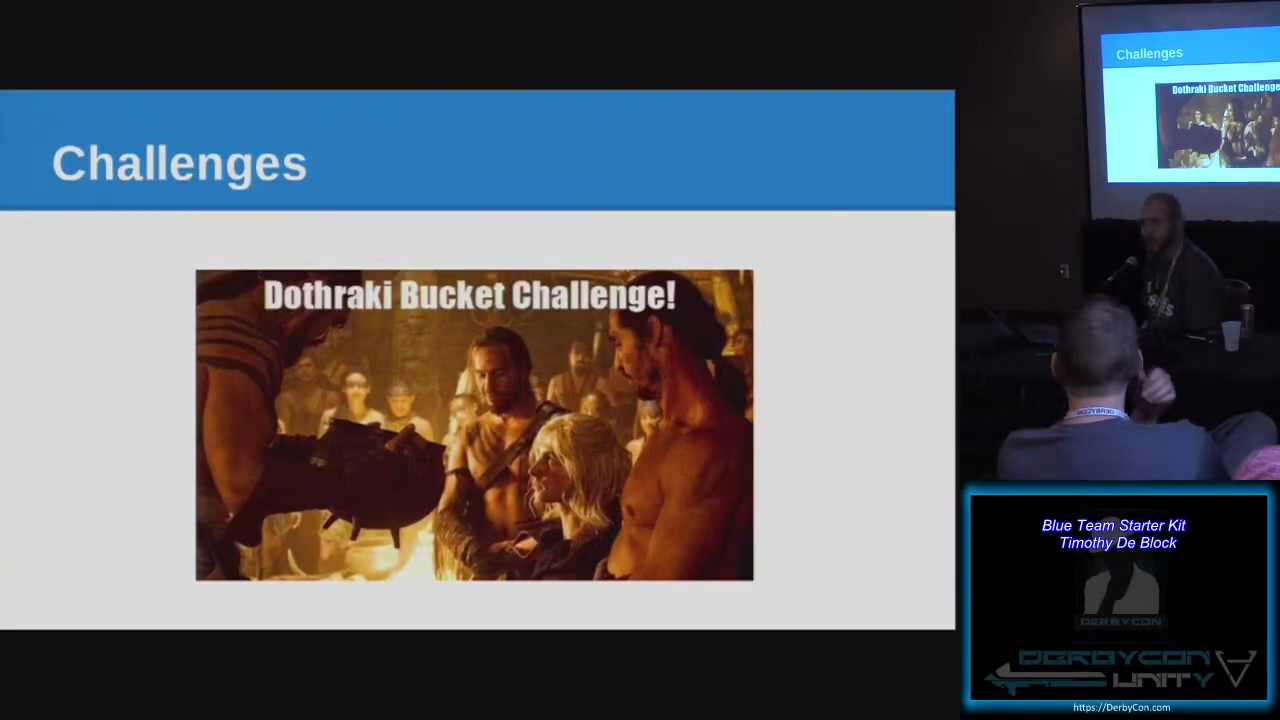 Challenges
Dothraki Bucket Challenge!
Challenges
Dothraki Bucket Challenge
Blue Team Starter Kit
Timothy De Block
DERBYCON
DERBYCON
UNITY
https://DerbyCon.com